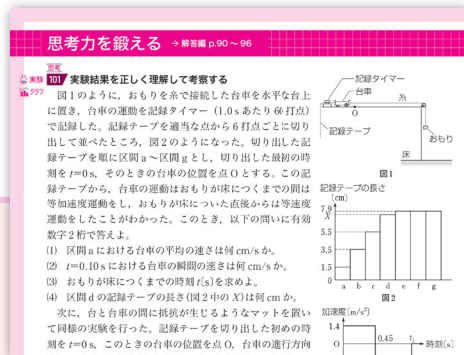 思考力を鍛える → 解答編 p.90 ～ 96
思考
実験 101 実験結果を正しく理解して考察する
グラフ
図1のように，おもりを糸で接続した台車を水平な台上
に置き，台車の運動を記録タイマー（1.0sあたり60打点）
で記録した。記録テープを適当な点から6打点ごとに切り
出して並べたところ，図2のようになった。切り出した記
録テープを順に区間a～区間gとし，切り出した最初の時
刻をt=0s，そのときの台車の位置を点Oとする。この記
録テープから，台車の運動はおもりが床につくまでの間は
等加速度運動をし，おもりが床についた直後からは等速度
運動をしたことがわかった。このとき，以下の問いに有効
数字2桁で答えよ。
(1) 区間aにおける台車の平均の速さは何cm/sか。
(2) t=0.10sにおける台車の瞬間の速さは何cm/sか。
(3) おもりが床につくまでの時刻t[s]を求めよ。
(4) 区間dの記録テープの長さ(図2中のX)は何cmか。
次に，台と台車の間に抵抗が生じるようなマットを置い
て同様の実験を行った。記録テープを切り出した初めの時
刻をt=0s，このときの台車の位置を点O，台車の進行方向
記録タイマー
台車
糸
O
記録テープ
おもり
床
図1
記録テープの長さ
[cm]
7.9
X
5.5
3.5
1.5
0
a b c d e f g
図2
加速度[m/s²]
1.4
0.45
O
時刻[s]